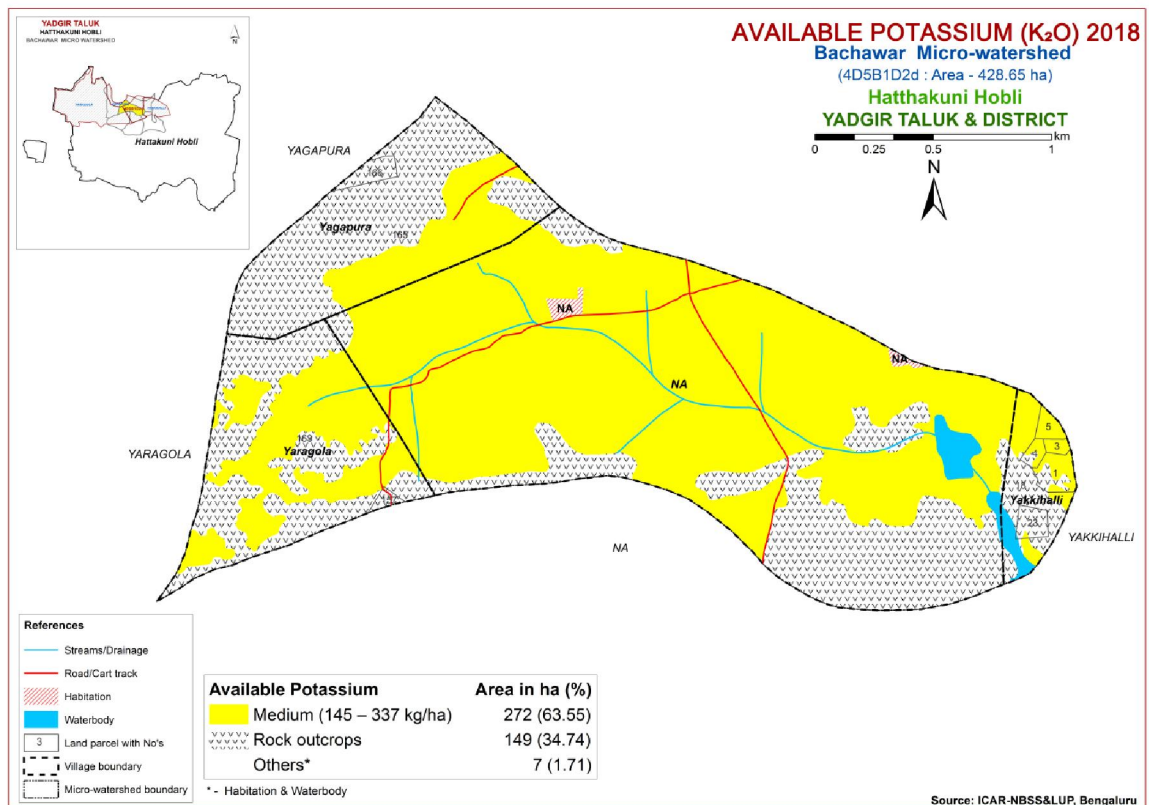 YADGIR TALUK
HATTHAKUNI HOBLI
BACHAWAR MICRO WATERSHED
N
Hattakuni Hobli
AVAILABLE POTASSIUM (K₂O) 2018
Bachawar Micro-watershed
(4D5B1D2d : Area - 428.65 ha)
Hatthakuni Hobli
YADGIR TALUK & DISTRICT
km
0 0.25 0.5 1
N
YAGAPURA
166
Yagapura
165
NA
NA
NA
5
3
4
1
YARAGOLA
169
Yaragola
Yakkihalli
23
YAKKIHALLI
NA
References
Streams/Drainage
Road/Cart track
Habitation
Waterbody
3 Land parcel with No's
Village boundary
Micro-watershed boundary
Available Potassium Area in ha (%)
Medium (145 – 337 kg/ha) 272 (63.55)
Rock outcrops 149 (34.74)
Others* 7 (1.71)
* - Habitation & Waterbody
Source: ICAR-NBSS&LUP, Bengaluru